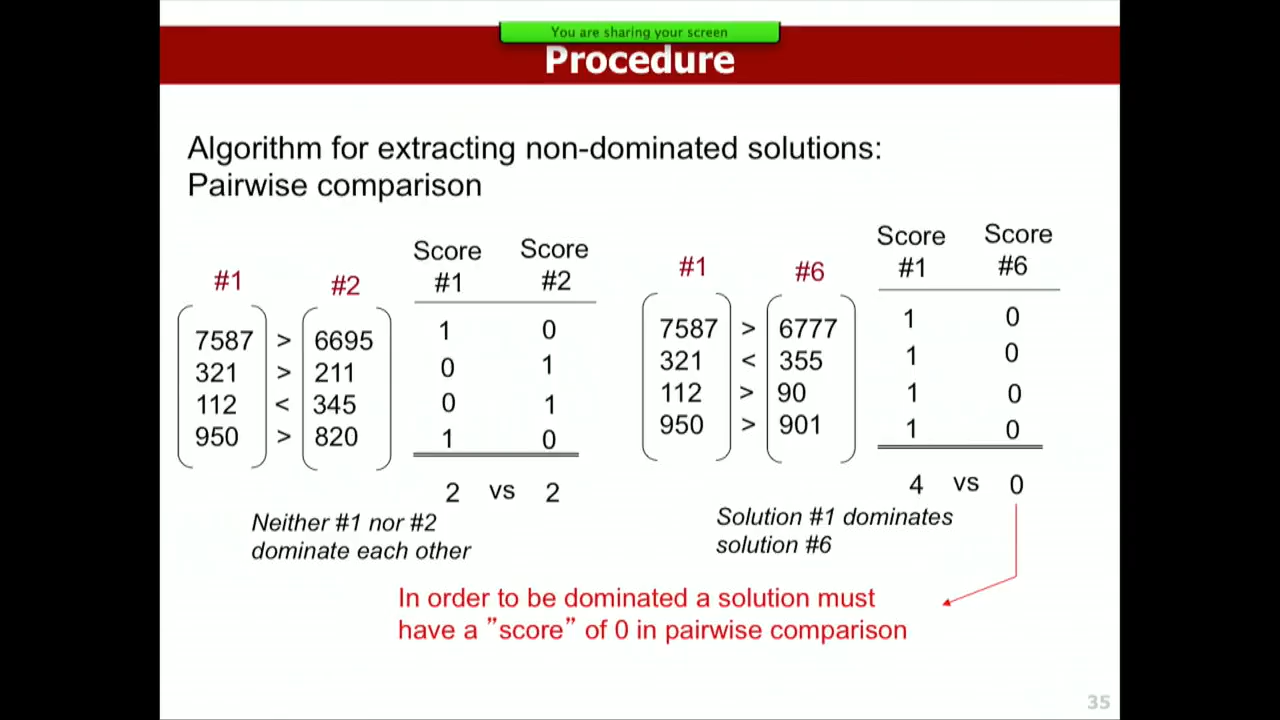 You are sharing your screen
Procedure
Algorithm for extracting non-dominated solutions:
Pairwise comparison
#1 #2 Score #1 Score #2
7587 > 6695 1 0
321 > 211 0 1
112 < 345 0 1
950 > 820 1 0
2 vs 2
Neither #1 nor #2
dominate each other
#1 #6 Score #1 Score #6
7587 > 6777 1 0
321 < 355 1 0
112 > 90 1 0
950 > 901 1 0
4 vs 0
Solution #1 dominates
solution #6
In order to be dominated a solution must
have a ”score” of 0 in pairwise comparison
35